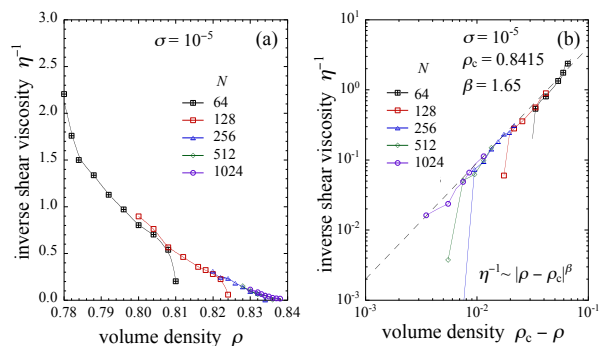 σ = 10⁻⁵ (a)
inverse shear viscosity η⁻¹
3.0
2.5
2.0
1.5
1.0
0.5
0.0
N
64
128
256
512
1024
0.78 0.79 0.80 0.81 0.82 0.83 0.84
volume density ρ
σ = 10⁻⁵ (b)
ρc = 0.8415
β = 1.65
inverse shear viscosity η⁻¹
10¹
10⁰
10⁻¹
10⁻²
10⁻³
N
64
128
256
512
1024
η⁻¹~ |ρ − ρc|^β
10⁻³ 10⁻² 10⁻¹
volume density ρc − ρ